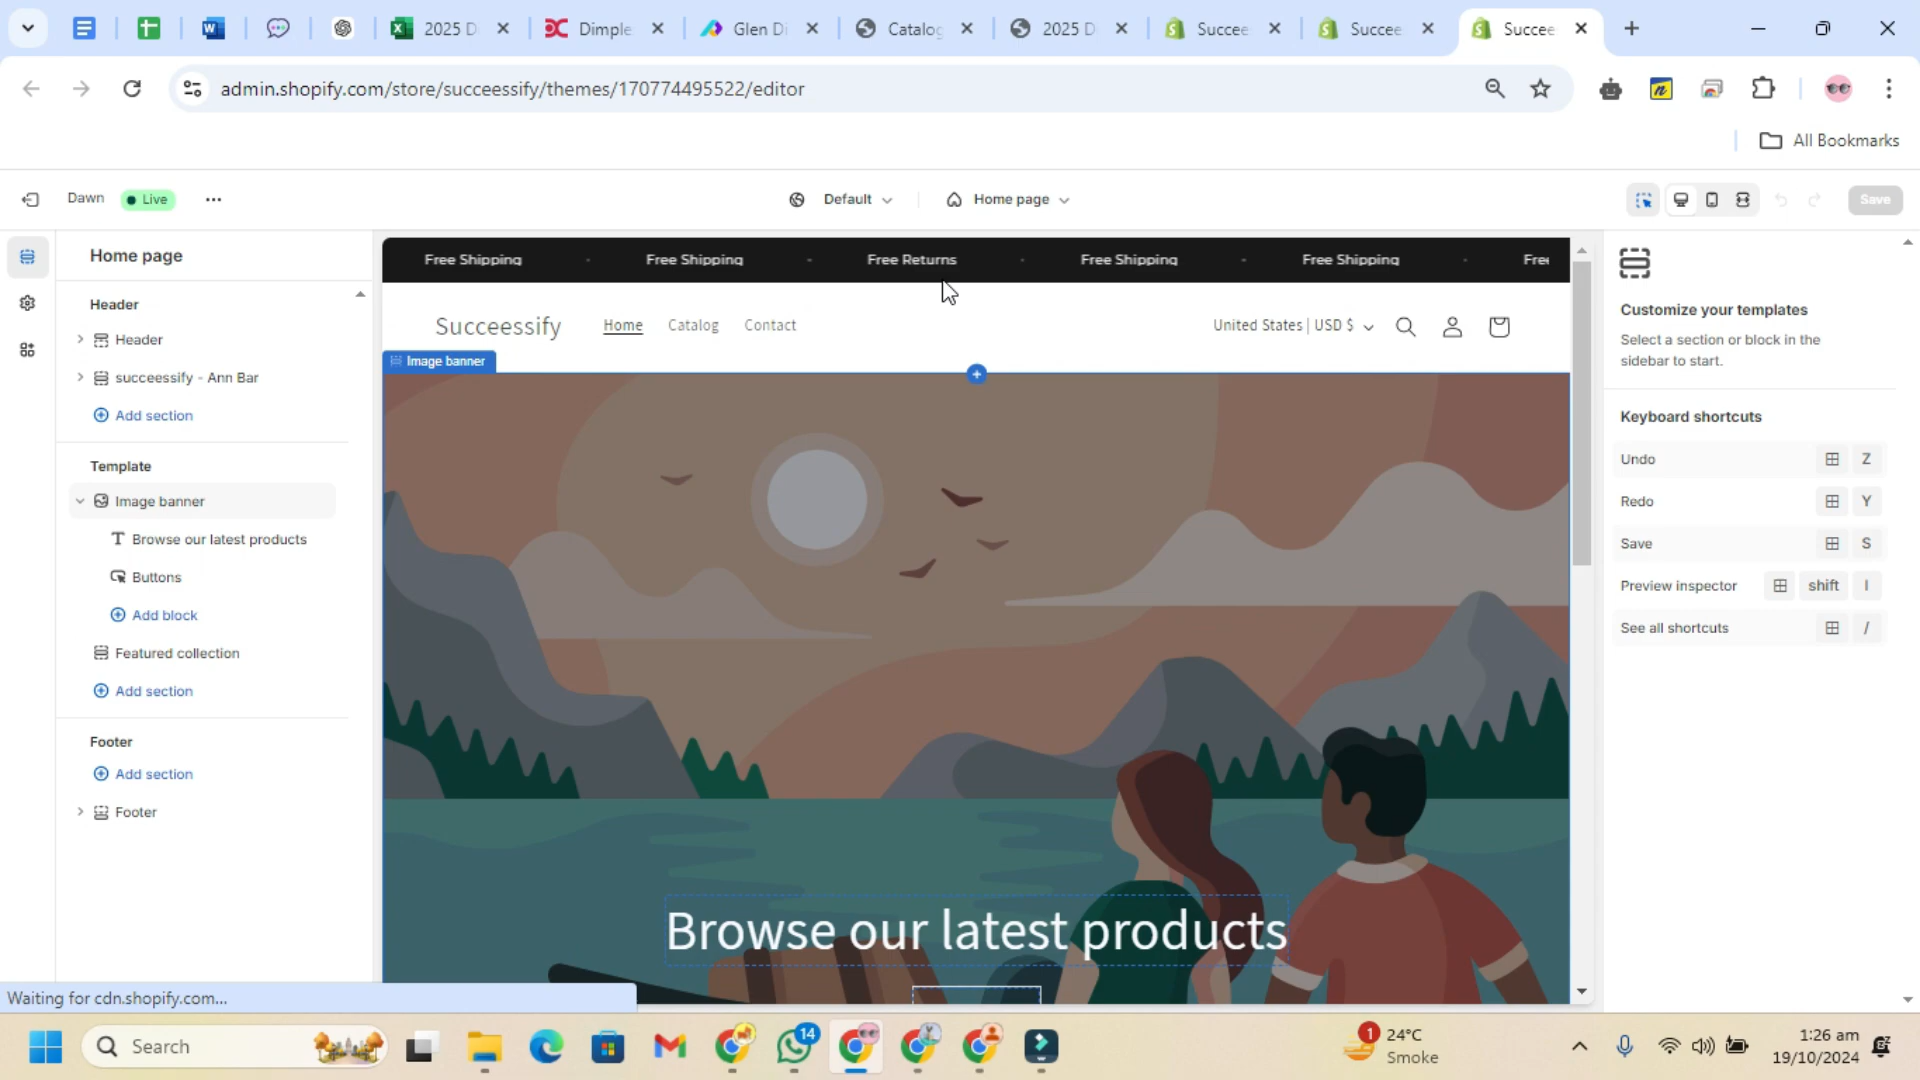 2025 D
Dimple
Glen Di
Catalog
2025 D
Succee
Succee
Succee
admin.shopify.com/store/succeessify/themes/170774495522/editor
All Bookmarks
Dawn
Live
Default
Home page
Save
Home page
Header
Header
succeessify - Ann Bar
Add section
Template
Image banner
Browse our latest products
Buttons
Add block
Featured collection
Add section
Footer
Add section
Footer
Free Shipping - Free Shipping - Free Returns - Free Shipping - Free Shipping - Free
Succeessify
Home
Catalog
Contact
United States | USD $
Image banner
Browse our latest products
Customize your templates
Select a section or block in the
sidebar to start.
Keyboard shortcuts
Undo Z
Redo Y
Save S
Preview inspector shift I
See all shortcuts /
Waiting for cdn.shopify.com...
Search
14
1
24°C
Smoke
1:26 am
19/10/2024